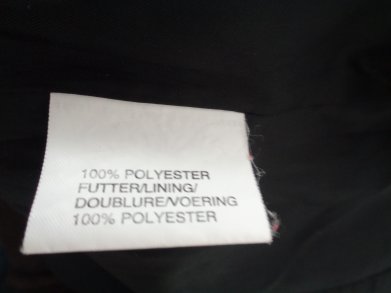 100% POLYESTER
FUTTER/LINING/
DOUBLURE/VOERING
100% POLYESTER